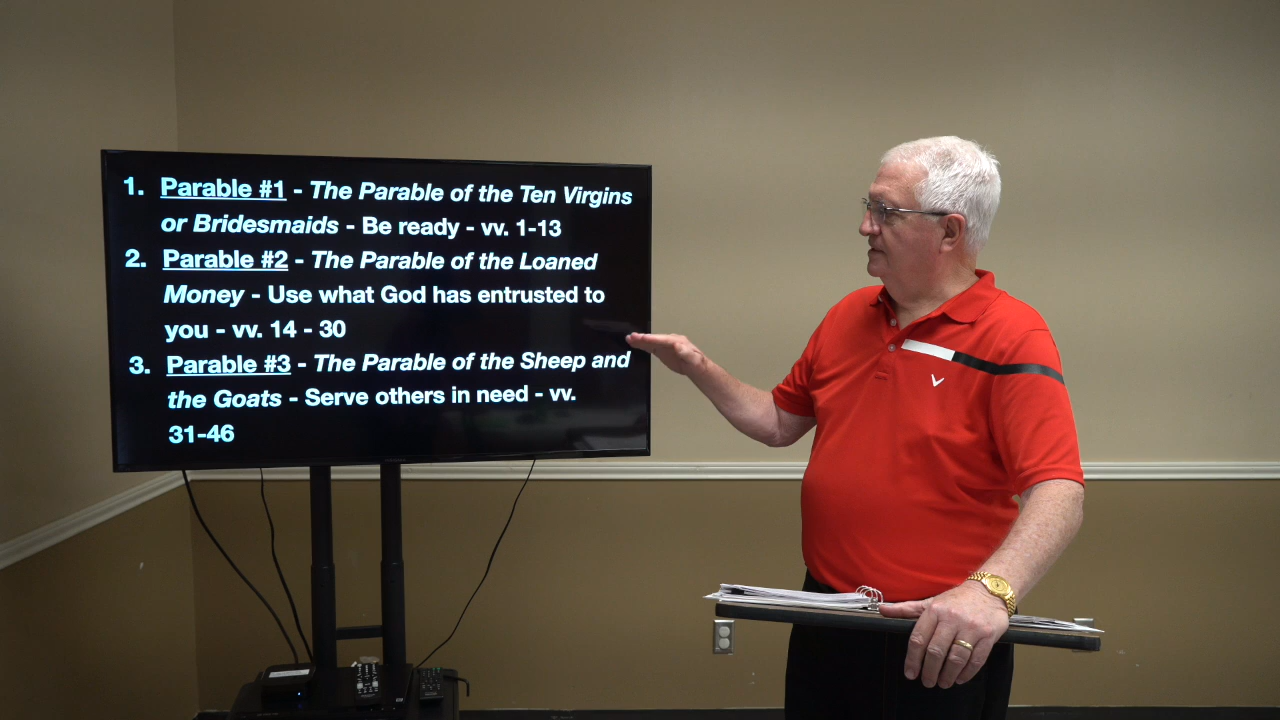 1. Parable #1 - The Parable of the Ten Virgins
or Bridesmaids - Be ready - vv. 1-13
2. Parable #2 - The Parable of the Loaned
Money - Use what God has entrusted to
you - vv. 14 - 30
3. Parable #3 - The Parable of the Sheep and
the Goats - Serve others in need - vv.
31-46